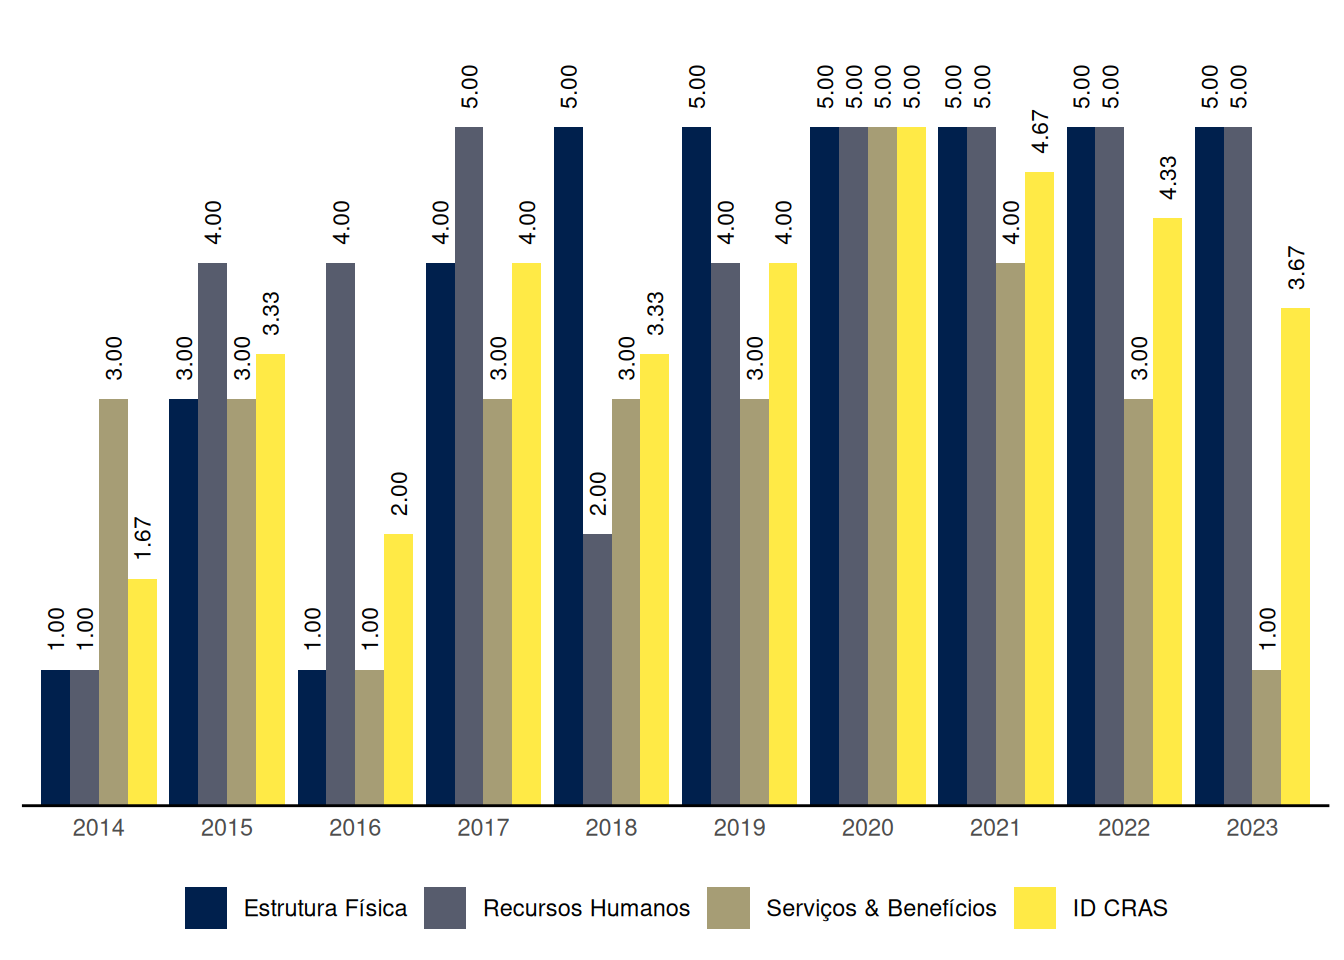 1.00 1.00 3.00 1.67 3.00 4.00 3.00 3.33 1.00 4.00 1.00 2.00 4.00 5.00 3.00 4.00 5.00 2.00 3.00 3.33 5.00 4.00 3.00 4.00 5.00 5.00 5.00 5.00 5.00 5.00 4.00 4.67 5.00 5.00 3.00 4.33 5.00 5.00 1.00 3.67
2014 2015 2016 2017 2018 2019 2020 2021 2022 2023
Estrutura Física Recursos Humanos Serviços & Benefícios ID CRAS